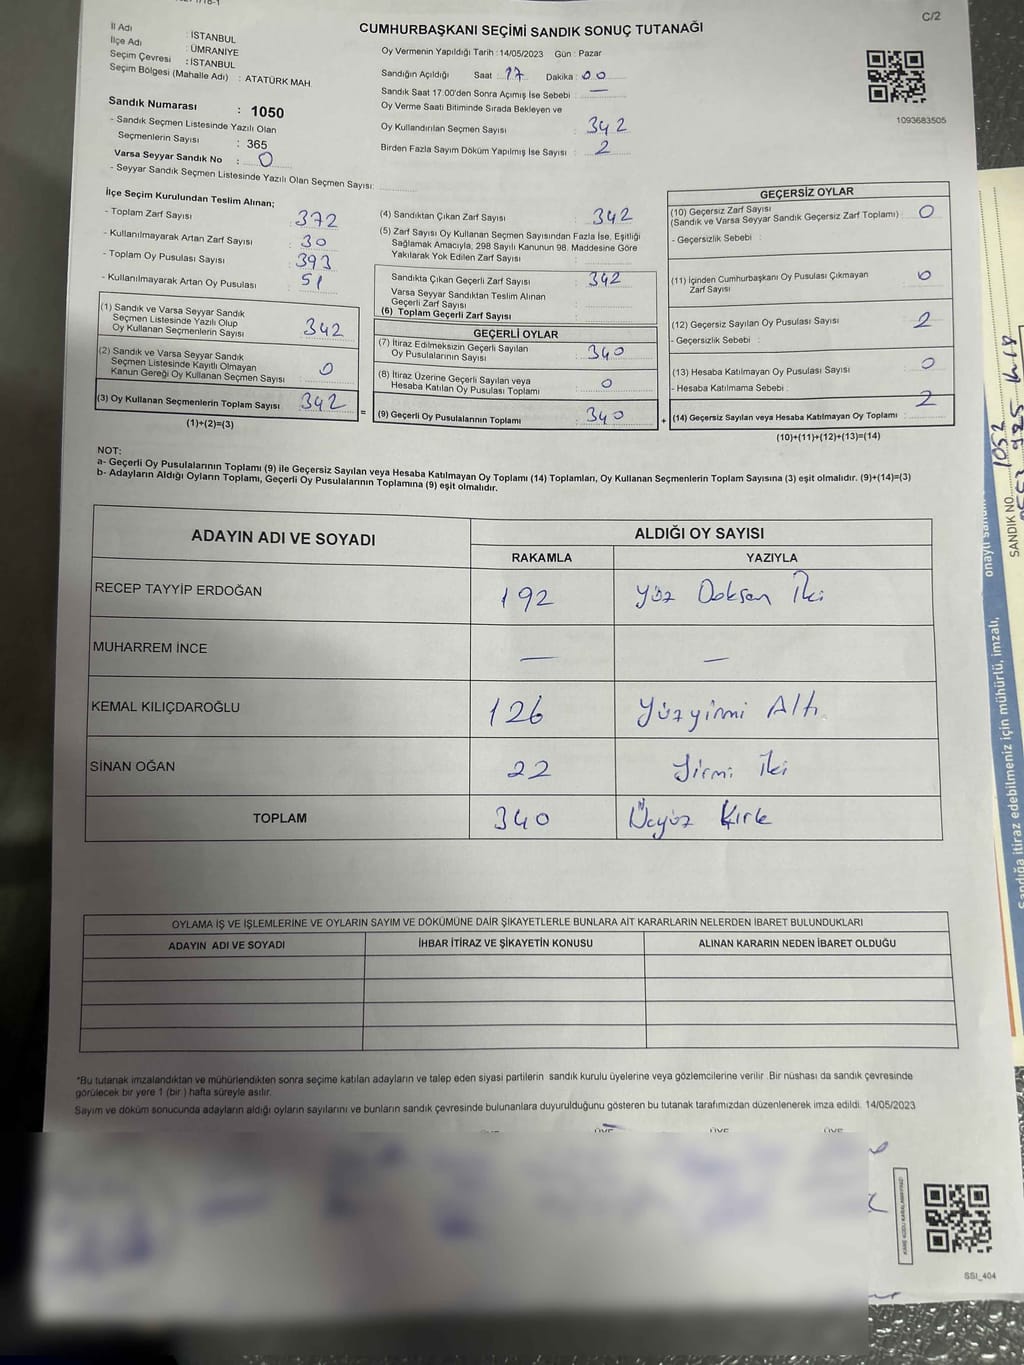 C/2
CUMHURBAŞKANI SEÇİMİ SANDIK SONUÇ TUTANAĞI
İl Adı : İSTANBUL
İlçe Adı : ÜMRANİYE
Seçim Çevresi : İSTANBUL
Seçim Bölgesi (Mahalle Adı) : ATATÜRK MAH.
Sandık Numarası : 1050
- Sandık Seçmen Listesinde Yazılı Olan
Seçmenlerin Sayısı : 365
Varsa Seyyar Sandık No : 0
- Seyyar Sandık Seçmen Listesinde Yazılı Olan Seçmen Sayısı:
Oy Vermenin Yapıldığı Tarih : 14/05/2023 Gün : Pazar
Sandığın Açıldığı Saat : 17 Dakika : 00
Sandık Saat 17:00'den Sonra Açımış İse Sebebi : —
Oy Verme Saati Bitiminde Sırada Bekleyen ve
Oy Kullandırılan Seçmen Sayısı : 342
Birden Fazla Sayım Döküm Yapılmış İse Sayısı : 2
1093683505
İlçe Seçim Kurulundan Teslim Alınan;
- Toplam Zarf Sayısı : 372
- Kullanılmayarak Artan Zarf Sayısı : 30
- Toplam Oy Pusulası Sayısı : 393
- Kullanılmayarak Artan Oy Pusulası : 51
(1) Sandık ve Varsa Seyyar Sandık
Seçmen Listesinde Yazılı Olup
Oy Kullanan Seçmenlerin Sayısı : 342
(2) Sandık ve Varsa Seyyar Sandık
Seçmen Listesinde Kayıtlı Olmayan
Kanun Gereği Oy Kullanan Seçmen Sayısı : 0
(3) Oy Kullanan Seçmenlerin Toplam Sayısı : 342
(1)+(2)=(3)
=
(4) Sandıktan Çıkan Zarf Sayısı : 342
(5) Zarf Sayısı Oy Kullanan Seçmen Sayısından Fazla İse, Eşitliği
Sağlamak Amacıyla, 298 Sayılı Kanunun 98. Maddesine Göre
Yakılarak Yok Edilen Zarf Sayısı :
Sandıkta Çıkan Geçerli Zarf Sayısı : 342
Varsa Seyyar Sandıktan Teslim Alınan
Geçerli Zarf Sayısı :
(6) Toplam Geçerli Zarf Sayısı :
GEÇERLİ OYLAR
(7) İtiraz Edilmeksizin Geçerli Sayılan
Oy Pusulalarının Sayısı : 340
(8) İtiraz Üzerine Geçerli Sayılan veya
Hesaba Katılan Oy Pusulası Toplamı : 0
(9) Geçerli Oy Pusulalarının Toplamı : 340
+
GEÇERSİZ OYLAR
(10) Geçersiz Zarf Sayısı
(Sandık ve Varsa Seyyar Sandık Geçersiz Zarf Toplamı) : 0
- Geçersizlik Sebebi :
(11) İçinden Cumhurbaşkanı Oy Pusulası Çıkmayan
Zarf Sayısı : 0
(12) Geçersiz Sayılan Oy Pusulası Sayısı : 2
- Geçersizlik Sebebi :
(13) Hesaba Katılmayan Oy Pusulası Sayısı : 0
- Hesaba Katılmama Sebebi :
(14) Geçersiz Sayılan veya Hesaba Katılmayan Oy Toplamı : 2
(10)+(11)+(12)+(13)=(14)
NOT:
a- Geçerli Oy Pusulalarının Toplamı (9) ile Geçersiz Sayılan veya Hesaba Katılmayan Oy Toplamı (14) Toplamları, Oy Kullanan Seçmenlerin Toplam Sayısına (3) eşit olmalıdır. (9)+(14)=(3)
b- Adayların Aldığı Oyların Toplamı, Geçerli Oy Pusulalarının Toplamına (9) eşit olmalıdır.
ADAYIN ADI VE SOYADI
ALDIĞI OY SAYISI
RAKAMLA YAZIYLA
RECEP TAYYİP ERDOĞAN 192 Yüz Doksan İki
MUHARREM İNCE — —
KEMAL KILIÇDAROĞLU 126 Yüzyirmi Altı
SİNAN OĞAN 22 Yirmi İki
TOPLAM 340 Üçyüz Kırk
OYLAMA İŞ VE İŞLEMLERİNE VE OYLARIN SAYIM VE DÖKÜMÜNE DAİR ŞİKAYETLERLE BUNLARA AİT KARARLARIN NELERDEN İBARET BULUNDUKLARI
ADAYIN ADI VE SOYADI İHBAR İTİRAZ VE ŞİKAYETİN KONUSU ALINAN KARARIN NEDEN İBARET OLDUĞU
*Bu tutanak imzalandıktan ve mühürlendikten sonra seçime katılan adayların ve talep eden siyasi partilerin sandık kurulu üyelerine veya gözlemcilerine verilir .Bir nüshası da sandık çevresinde
görülecek bir yere 1 (bir ) hafta süreyle asılır.
Sayım ve döküm sonucunda adayların aldığı oyların sayılarını ve bunların sandık çevresinde bulunanlara duyurulduğunu gösteren bu tutanak tarafımızdan düzenlenerek imza edildi. 14/05/2023
ÜYE ÜYE ÜYE
KARE KODU KARALAMAYINIZ!
SSI_404
SANDIK NO 1052
Sandığa itiraz edebilmeniz için mühürlü, imzalı,